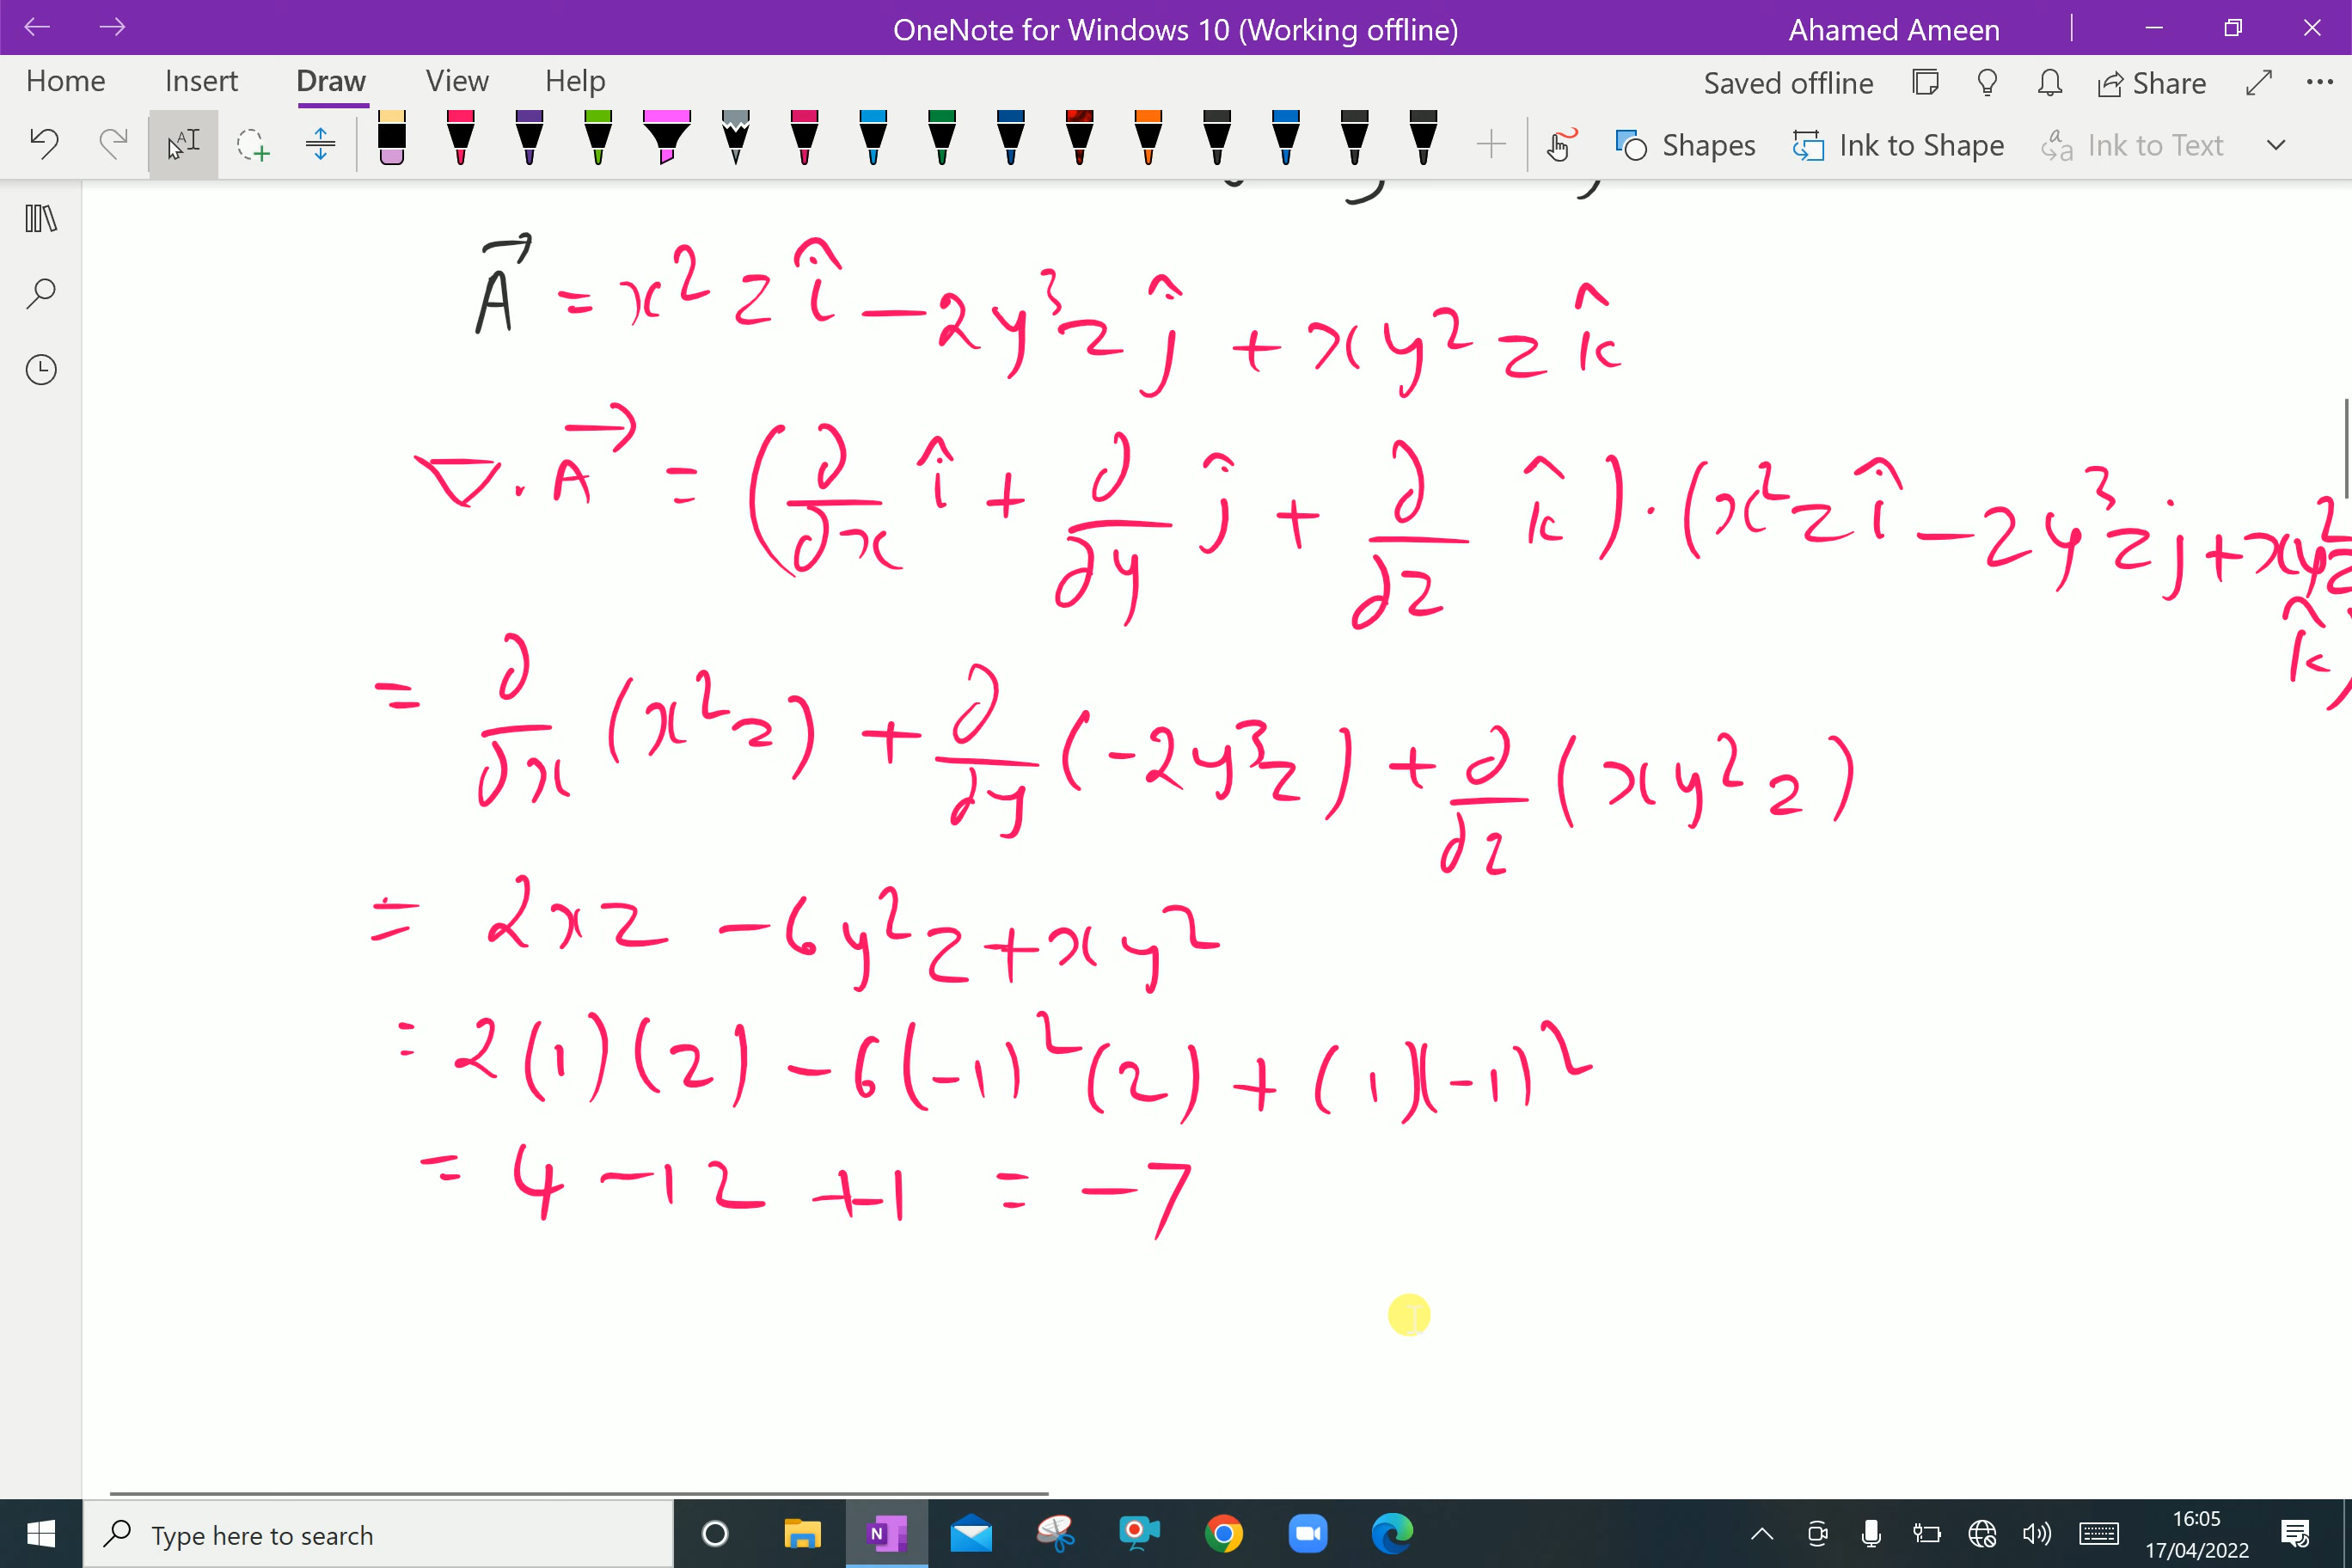 OneNote for Windows 10 (Working offline)
Ahamed Ameen
Home Insert Draw View Help
Saved offline Share
Shapes Ink to Shape Ink to Text
A⃗ = x² z î − 2y³z ĵ + xy² z k̂
∇ . A⃗ = (∂/∂x î + ∂/∂y ĵ + ∂/∂z k̂) . (x²z î − 2y³z j + xy²z k̂)
= ∂/∂x (x²z) + ∂/∂y (-2y³z) + ∂/∂z (xy²z)
= 2xz − 6y²z + xy²
= 2(1)(2) − 6(-1)²(2) + (1)(-1)²
= 4 − 12 + 1 = −7
Type here to search
16:05
17/04/2022